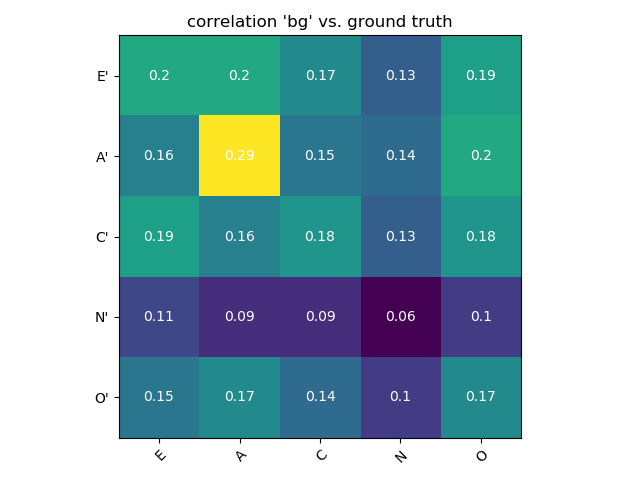 correlation 'bg' vs. ground truth
E' 0.2 0.2 0.17 0.13 0.19
A' 0.16 0.29 0.15 0.14 0.2
C' 0.19 0.16 0.18 0.13 0.18
N' 0.11 0.09 0.09 0.06 0.1
O' 0.15 0.17 0.14 0.1 0.17
E A C N O